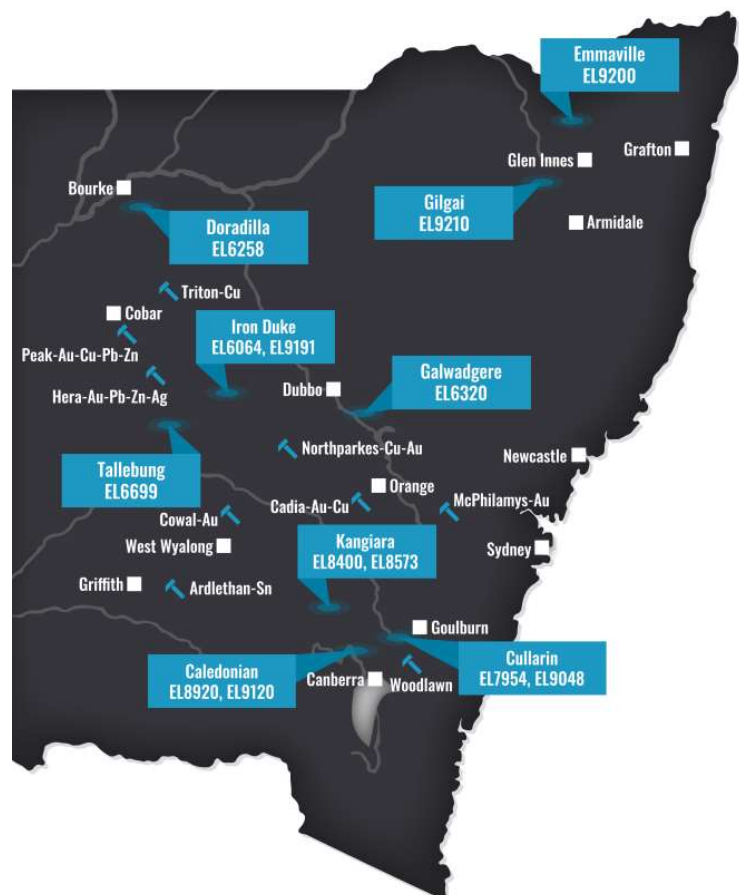 Emmaville
EL9200
Grafton
Glen Innes
Bourke
Gilgai
EL9210
Armidale
Doradilla
EL6258
Triton-Cu
Cobar
Iron Duke
EL6064, EL9191
Peak-Au-Cu-Pb-Zn
Galwadgere
EL6320
Hera-Au-Pb-Zn-Ag
Dubbo
Northparkes-Cu-Au
Newcastle
Tallebung
EL6699
Orange
Cadia-Au-Cu
McPhilamys-Au
Cowal-Au
Kangiara
EL8400, EL8573
West Wyalong
Sydney
Griffith
Ardlethan-Sn
Goulburn
Cullarin
EL7954, EL9048
Caledonian
EL8920, EL9120
Canberra
Woodlawn